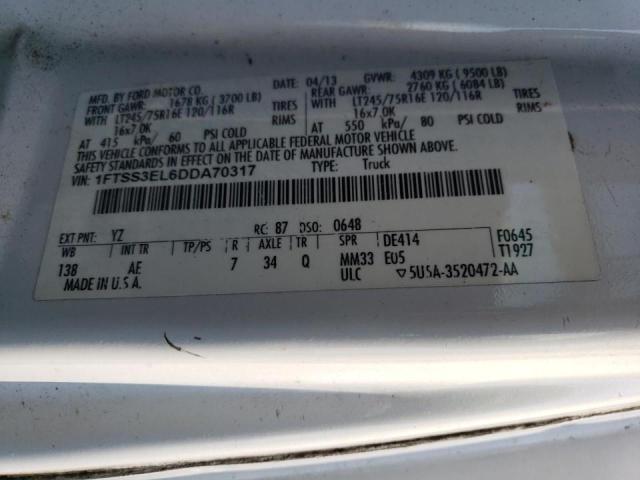 MFD. BY FORD MOTOR CO.
DATE: 04/13 GVWR: 4309 KG ( 9500 LB)
FRONT GAWR: 1678 KG ( 3700 LB) REAR GAWR: 2760 KG ( 6084 LB)
WITH LT245/75R16E 120/116R TIRES WITH LT245/75R16E 120/116R TIRES
16x7.0K RIMS 16x7.0K RIMS
AT 415 kPa/ 60 PSI COLD AT 550 kPa/ 80 PSI COLD
THIS VEHICLE CONFORMS TO ALL APPLICABLE FEDERAL MOTOR VEHICLE
SAFETY STANDARDS IN EFFECT ON THE DATE OF MANUFACTURE SHOWN ABOVE.
VIN: 1FTSS3EL6DDA70317 TYPE: Truck
EXT PNT: YZ RC: 87 DSO: 0648 F0645
WB INT TR TP/PS R AXLE TR SPR DE414 T1927
138 AE 7 34 Q MM33 EU5
MADE IN U.S.A. ULC 5U5A-3520472-AA